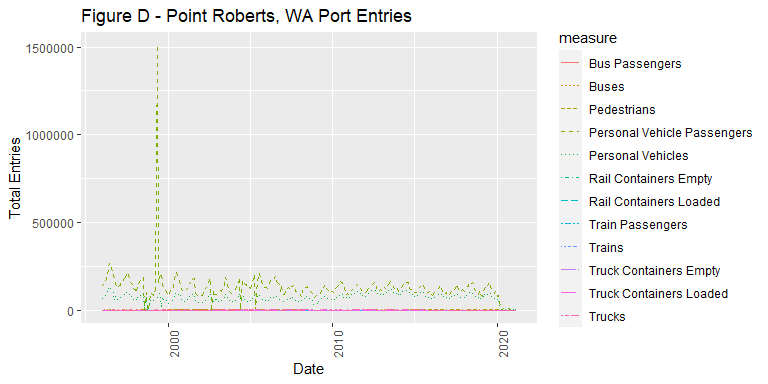 Figure D - Point Roberts, WA Port Entries
Total Entries
1500000
1000000
500000
0
2000
2010
2020
Date
measure
Bus Passengers
Buses
Pedestrians
Personal Vehicle Passengers
Personal Vehicles
Rail Containers Empty
Rail Containers Loaded
Train Passengers
Trains
Truck Containers Empty
Truck Containers Loaded
Trucks